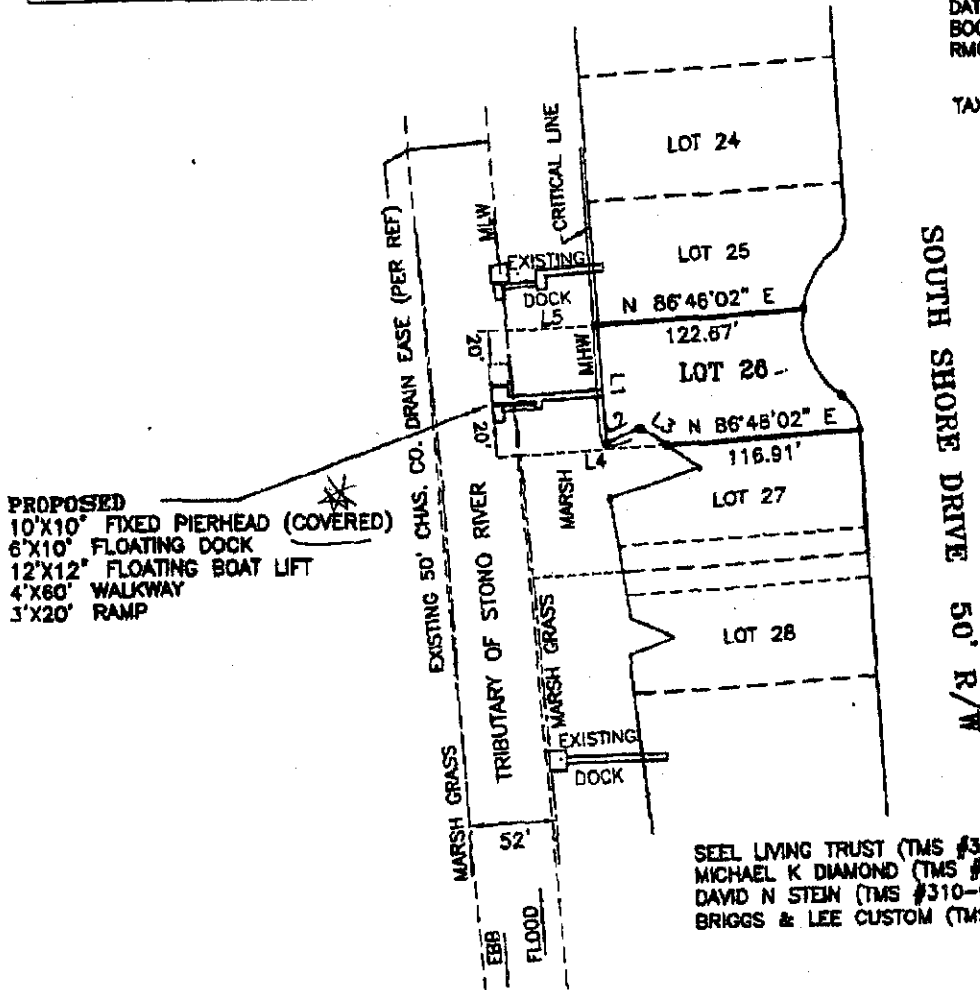 DAT
BOO
RM
TAX
LOT 24
CRITICAL LINE
EXISTING 50' CHAS. CO. DRAIN EASE (PER REF)
MLW
LOT 25
EXISTING
DOCK
L5
N 86°46'02" E
122.67'
SOUTH SHORE DRIVE 50' R/W
20'
MHW
L1
LOT 26
L2
L3
N 86°46'02" E
116.91'
20'
L4
MARSH
LOT 27
PROPOSED
10'X10' FIXED PIERHEAD (COVERED)
6'X10' FLOATING DOCK
12'X12' FLOATING BOAT LIFT
4'X60' WALKWAY
3'X20' RAMP
TRIBUTARY OF STONO RIVER
MARSH GRASS
LOT 28
EXISTING
DOCK
MARSH GRASS
52'
EBB
FLOOD
SEEL LIVING TRUST (TMS #3
MICHAEL K DIAMOND (TMS #
DAVID N STEIN (TMS #310-
BRIGGS & LEE CUSTOM (TMS